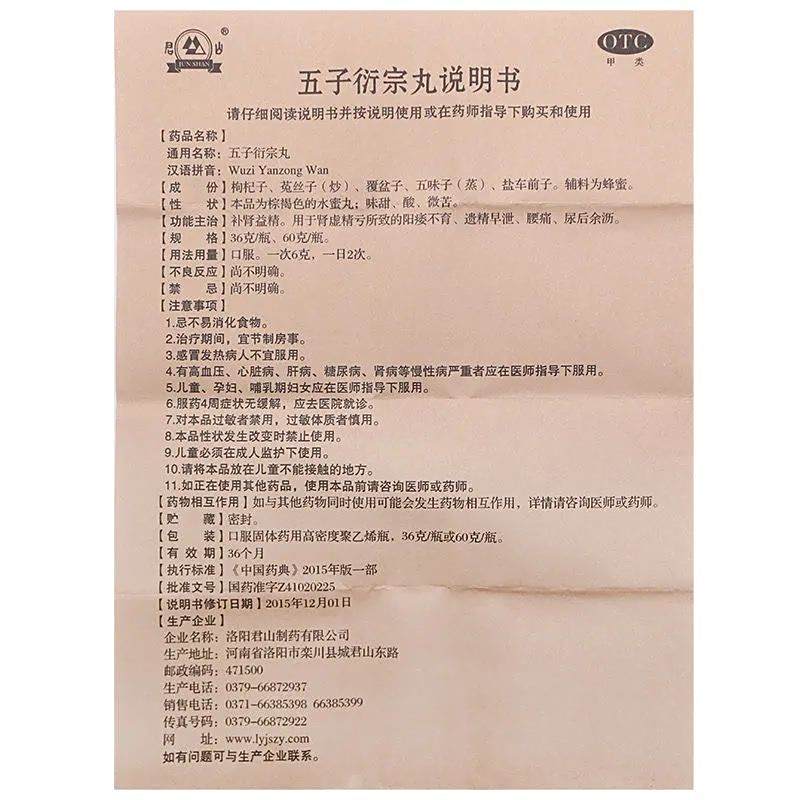 君山®
JUN SHAN
OTC
甲类
五子衍宗丸说明书
请仔细阅读说明书并按说明使用或在药师指导下购买和使用
【药品名称】
通用名称：五子衍宗丸
汉语拼音：Wuzi Yanzong Wan
【成　份】枸杞子、菟丝子（炒）、覆盆子、五味子（蒸）、盐车前子。辅料为蜂蜜。
【性　状】本品为棕褐色的水蜜丸；味甜、酸、微苦。
【功能主治】补肾益精。用于肾虚精亏所致的阳痿不育、遗精早泄、腰痛、尿后余沥。
【规　格】36克/瓶、60克/瓶。
【用法用量】口服。一次6克，一日2次。
【不良反应】尚不明确。
【禁　忌】尚不明确。
【注意事项】
1.忌不易消化食物。
2.治疗期间，宜节制房事。
3.感冒发热病人不宜服用。
4.有高血压、心脏病、肝病、糖尿病、肾病等慢性病严重者应在医师指导下服用。
5.儿童、孕妇、哺乳期妇女应在医师指导下服用。
6.服药4周症状无缓解，应去医院就诊。
7.对本品过敏者禁用，过敏体质者慎用。
8.本品性状发生改变时禁止使用。
9.儿童必须在成人监护下使用。
10.请将本品放在儿童不能接触的地方。
11.如正在使用其他药品，使用本品前请咨询医师或药师。
【药物相互作用】如与其他药物同时使用可能会发生药物相互作用，详情请咨询医师或药师。
【贮　藏】密封。
【包　装】口服固体药用高密度聚乙烯瓶，36克/瓶或60克/瓶。
【有 效 期】36个月
【执行标准】《中国药典》2015年版一部
【批准文号】国药准字Z41020225
【说明书修订日期】2015年12月01日
【生产企业】
企业名称：洛阳君山制药有限公司
生产地址：河南省洛阳市栾川县城君山东路
邮政编码：471500
生产电话：0379-66872937
销售电话：0371-66385398 66385399
传真号码：0379-66872922
网　　址：www.lyjszy.com
如有问题可与生产企业联系。